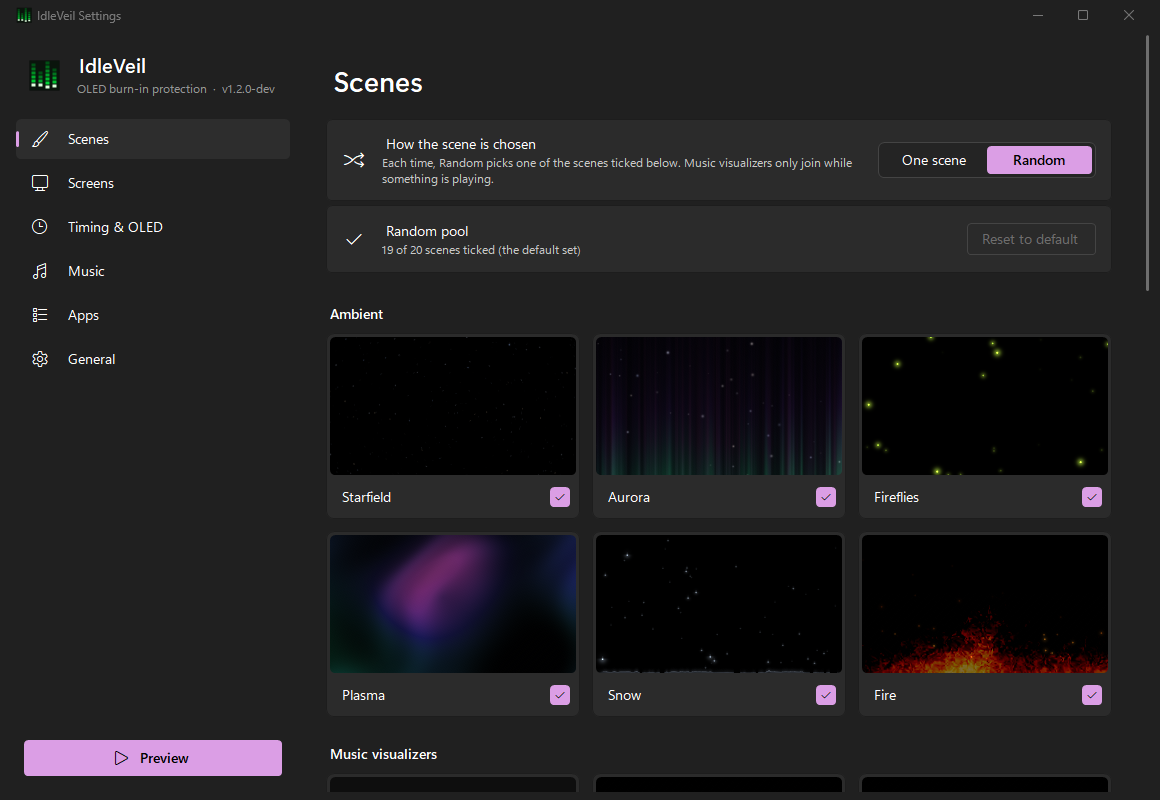 IdleVeil Settings
IdleVeil
OLED burn-in protection · v1.2.0-dev
Scenes
Screens
Timing & OLED
Music
Apps
General
Preview
Scenes
How the scene is chosen
Each time, Random picks one of the scenes ticked below. Music visualizers only join while
something is playing.
One scene
Random
Random pool
19 of 20 scenes ticked (the default set)
Reset to default
Ambient
Starfield
Aurora
Fireflies
Plasma
Snow
Fire
Music visualizers